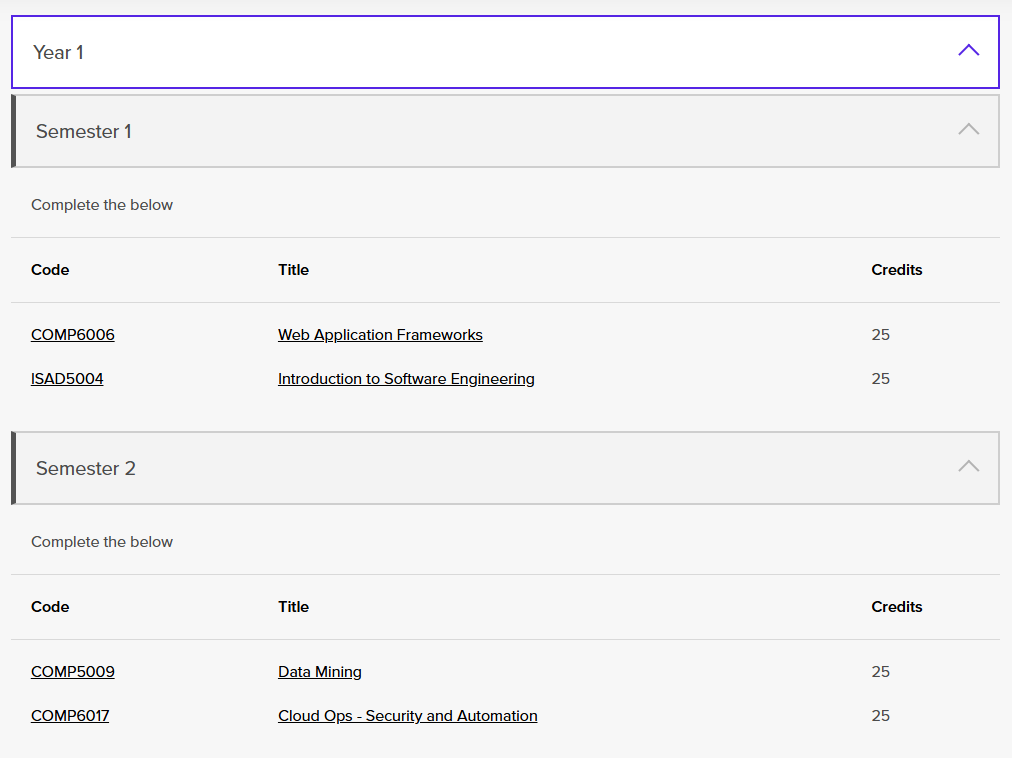 Year 1
Semester 1
Complete the below
Code Title Credits
COMP6006 Web Application Frameworks 25
ISAD5004 Introduction to Software Engineering 25
Semester 2
Complete the below
Code Title Credits
COMP5009 Data Mining 25
COMP6017 Cloud Ops - Security and Automation 25